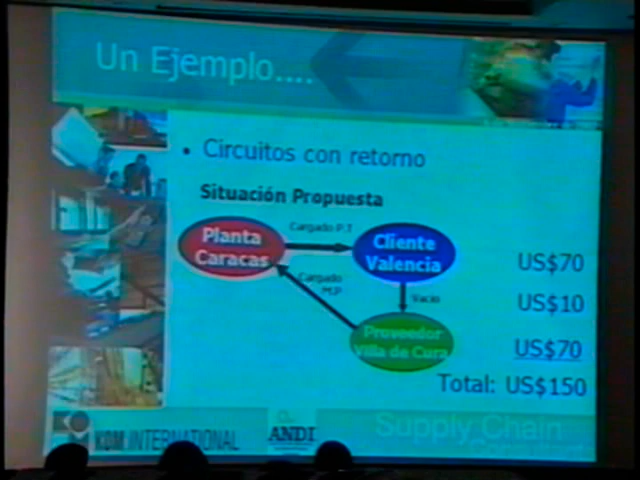 Un Ejemplo....
• Circuitos con retorno
Situación Propuesta
Cargado P.T
Planta
Caracas
Cliente
Valencia
US$70
Cargado
M.P
Vacio
US$10
Proveedor
Villa de Cura
US$70
Total: US$150
KOM INTERNATIONAL
ANDI
Supply Chain